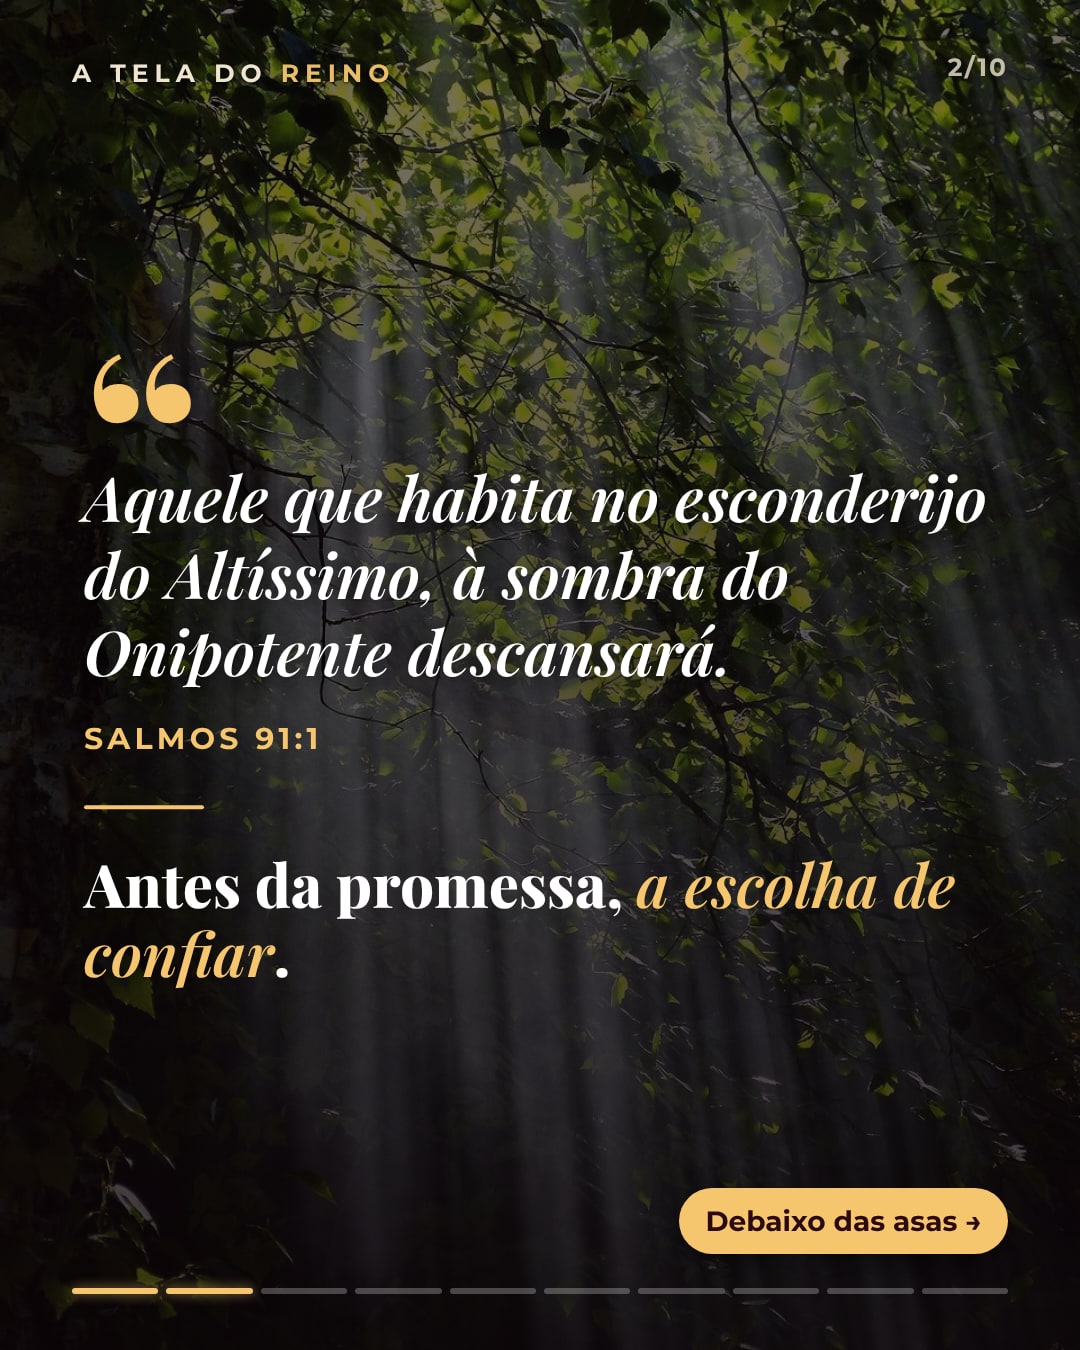 A TELA DO REINO
2/10
“
Aquele que habita no esconderijo
do Altíssimo, à sombra do
Onipotente descansará.
SALMOS 91:1
Antes da promessa, a escolha de
confiar.
Debaixo das asas →